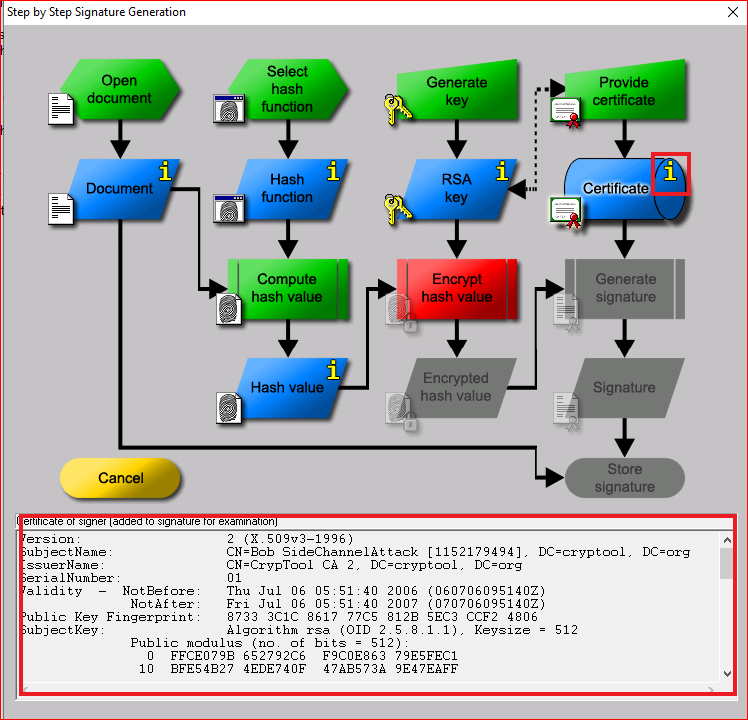 Step by Step Signature Generation
Open
document
Select
hash
function
Generate
key
Provide
certificate
Document
i
Hash
function
i
RSA
key
i
Certificate
i
Compute
hash value
Encrypt
hash value
Generate
signature
Hash value
i
Encrypted
hash value
Signature
Cancel
Store
signature
Certificate of signer (added to signature for examination)
Version: 2 (X.509v3-1996)
SubjectName: CN=Bob SideChannelAttack [1152179494], DC=cryptool, DC=org
IssuerName: CN=CrypTool CA 2, DC=cryptool, DC=org
SerialNumber: 01
Validity - NotBefore: Thu Jul 06 05:51:40 2006 (060706095140Z)
NotAfter: Fri Jul 06 05:51:40 2007 (070706095140Z)
Public Key Fingerprint: 8733 3C1C 8617 77C5 812B 5EC3 CCF2 4806
SubjectKey: Algorithm rsa (OID 2.5.8.1.1), Keysize = 512
Public modulus (no. of bits = 512):
0 FFCE079B 652792C6 F9C0E863 79E5FEC1
10 BFE54B27 4EDE740F 47AB573A 9E47EAFF